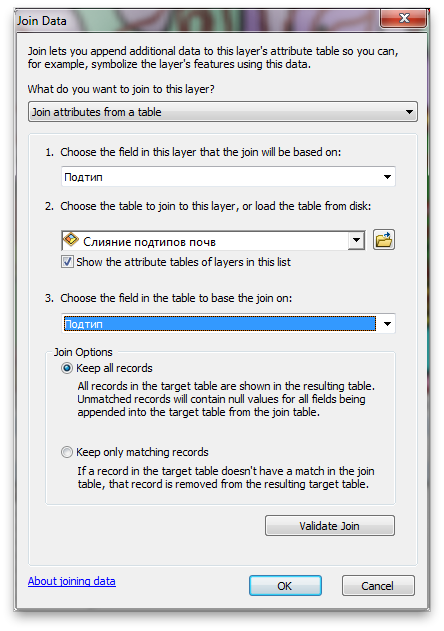 Join Data
Join lets you append additional data to this layer's attribute table so you can,
for example, symbolize the layer's features using this data.
What do you want to join to this layer?
Join attributes from a table
1. Choose the field in this layer that the join will be based on:
Подтип
2. Choose the table to join to this layer, or load the table from disk:
Слияние подтипов почв
Show the attribute tables of layers in this list
3. Choose the field in the table to base the join on:
Подтип
Join Options
Keep all records
All records in the target table are shown in the resulting table.
Unmatched records will contain null values for all fields being
appended into the target table from the join table.
Keep only matching records
If a record in the target table doesn't have a match in the join
table, that record is removed from the resulting target table.
Validate Join
About joining data
OK
Cancel